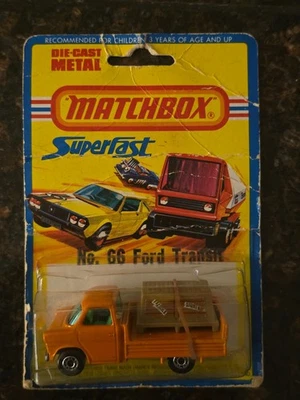 RECOMMENDED FOR CHILDREN 3 YEARS OF AGE AND UP
DIE-CAST
METAL
MATCHBOX
®
Superfast
No. 66 Ford Transit